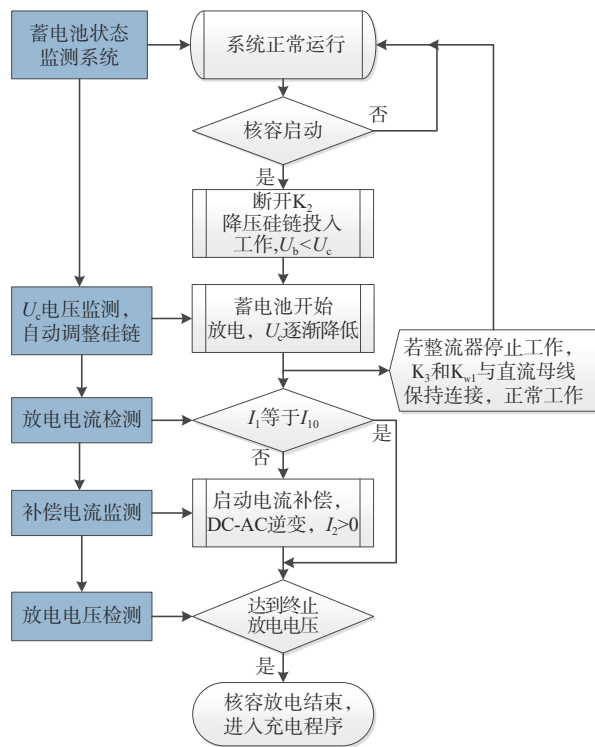 蓄电池状态
监测系统
系统正常运行
核容启动
否
是
断开K₂
降压硅链投入
工作,U_b<U_c
U_c电压监测，
自动调整硅链
蓄电池开始
放电，U_c逐渐降低
若整流器停止工作，
K₃和K_w1与直流母线
保持连接，正常工作
放电电流检测
I₁等于I₁₀
是
否
补偿电流监测
启动电流补偿，
DC-AC逆变，I₂>0
放电电压检测
达到终止
放电电压
是
核容放电结束，
进入充电程序